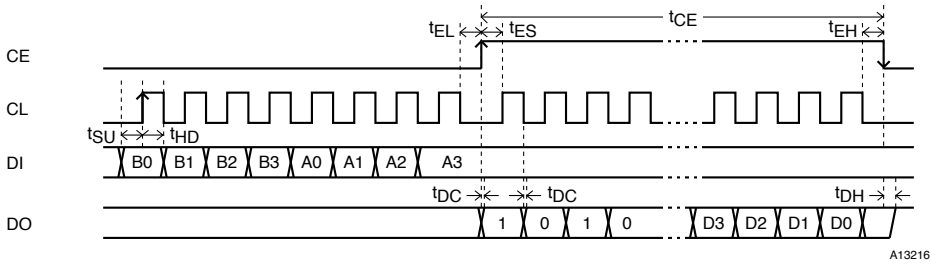 tCE
tEL tES tEH
CE
CL
tSU tHD
DI B0 B1 B2 B3 A0 A1 A2 A3
tDC tDC tDH
DO 1 0 1 0 D3 D2 D1 D0
A13216